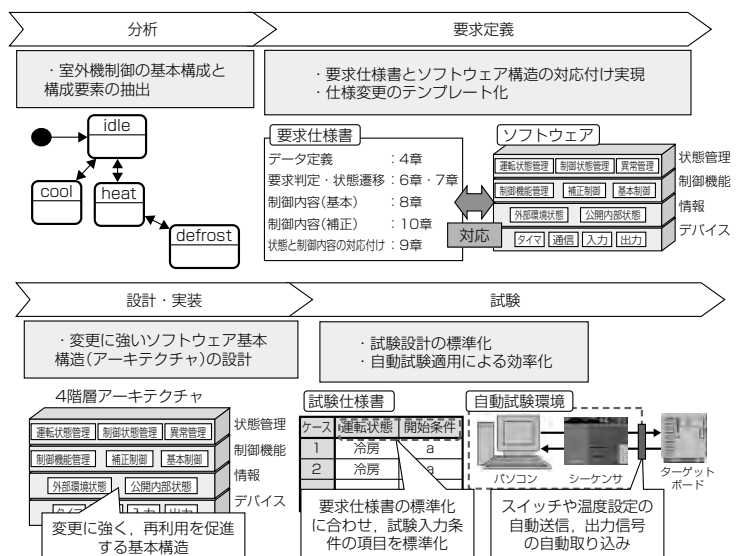 分析
要求定義
・室外機制御の基本構成と
構成要素の抽出
・要求仕様書とソフトウェア構造の対応付け実現
・仕様変更のテンプレート化
idle
cool
heat
defrost
要求仕様書
データ定義 ：4章
要求判定・状態遷移：6章・7章
制御内容(基本) ：8章
制御内容(補正) ：10章
状態と制御内容の対応付け：9章
対応
ソフトウェア
運転状態管理 制御状態管理 異常管理 状態管理
制御機能管理 補正制御 基本制御 制御機能
外部環境状態 公開内部状態 情報
タイマ 通信 入力 出力 デバイス
設計・実装
試験
・変更に強いソフトウェア基本
構造(アーキテクチャ)の設計
・試験設計の標準化
・自動試験適用による効率化
4階層アーキテクチャ
運転状態管理 制御状態管理 異常管理 状態管理
制御機能管理 補正制御 基本制御 制御機能
外部環境状態 公開内部状態 情報
デバイス
変更に強く，再利用を促進
する基本構造
試験仕様書
ケース 運転状態 開始条件
1 冷房 a
2 冷房 a
要求仕様書の標準化
に合わせ，試験入力条
件の項目を標準化
自動試験環境
パソコン
シーケンサ
ターゲット
ボード
スイッチや温度設定の
自動送信，出力信号
の自動取り込み